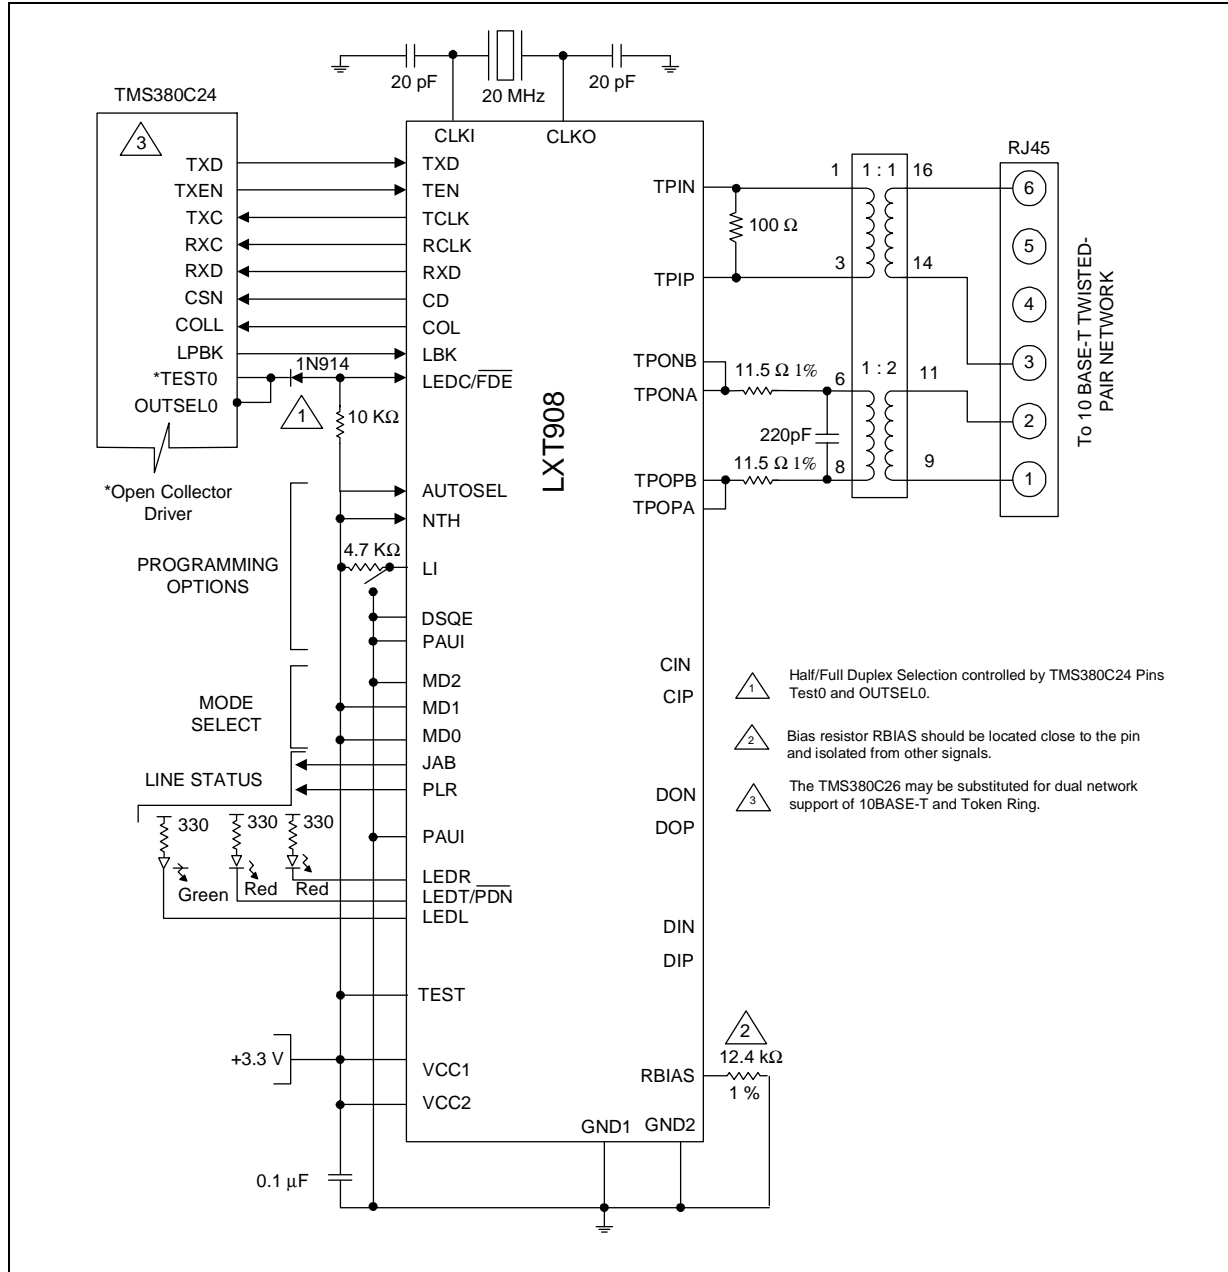 20 pF
20 MHz
20 pF
TMS380C24
3
TXD
TXEN
TXC
RXC
RXD
CSN
COLL
LPBK
*TEST0
OUTSEL0
*Open Collector
Driver
1N914
1
10 KΩ
4.7 KΩ
PROGRAMMING
OPTIONS
MODE
SELECT
LINE STATUS
330
330
330
Green
Red
Red
+3.3 V
0.1 µF
CLKI
CLKO
TXD
TEN
TCLK
RCLK
RXD
CD
COL
LBK
LEDC/FDE
AUTOSEL
NTH
LI
DSQE
PAUI
MD2
MD1
MD0
JAB
PLR
PAUI
LEDR
LEDT/PDN
LEDL
TEST
VCC1
VCC2
LXT908
TPIN
TPIP
TPONB
TPONA
TPOPB
TPOPA
CIN
CIP
DON
DOP
DIN
DIP
RBIAS
GND1
GND2
100 Ω
11.5 Ω 1%
220pF
11.5 Ω 1%
1
1 : 1
16
3
14
6
1 : 2
11
8
9
RJ45
6
5
4
3
2
1
To 10 BASE-T TWISTED-
PAIR NETWORK
1
Half/Full Duplex Selection controlled by TMS380C24 Pins
Test0 and OUTSEL0.
2
Bias resistor RBIAS should be located close to the pin
and isolated from other signals.
3
The TMS380C26 may be substituted for dual network
support of 10BASE-T and Token Ring.
2
12.4 kΩ
1 %